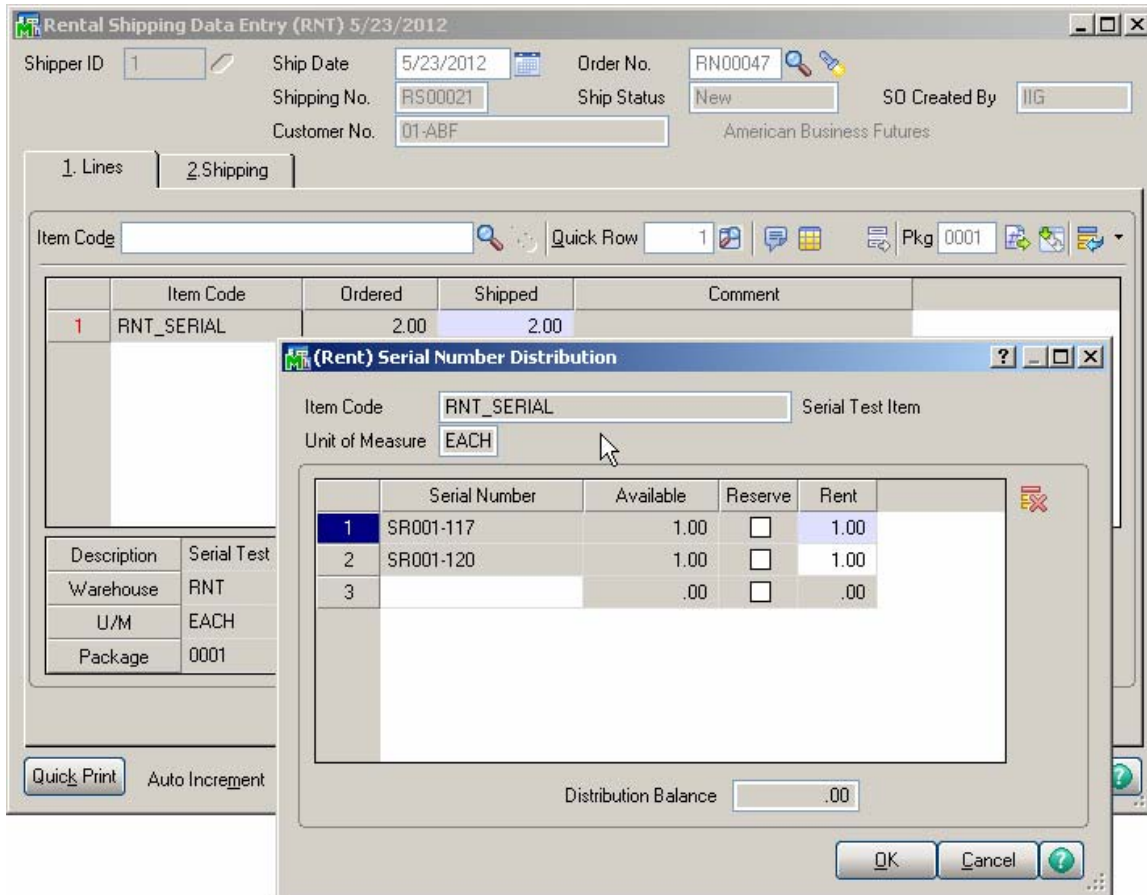 Rental Shipping Data Entry (RNT) 5/23/2012
Shipper ID 1 Ship Date 5/23/2012 Order No. RN00047
Shipping No. RS00021 Ship Status New SO Created By IIG
Customer No. 01-ABF American Business Futures
1. Lines 2.Shipping
Item Code Quick Row 1 Pkg 0001
Item Code Ordered Shipped Comment
1 RNT_SERIAL 2.00 2.00
(Rent) Serial Number Distribution
Item Code RNT_SERIAL Serial Test Item
Unit of Measure EACH
Serial Number Available Reserve Rent
1 SR001-117 1.00 1.00
2 SR001-120 1.00 1.00
3 .00 .00
Description Serial Test
Warehouse RNT
U/M EACH
Package 0001
Quick Print Auto Increment
Distribution Balance .00
OK Cancel